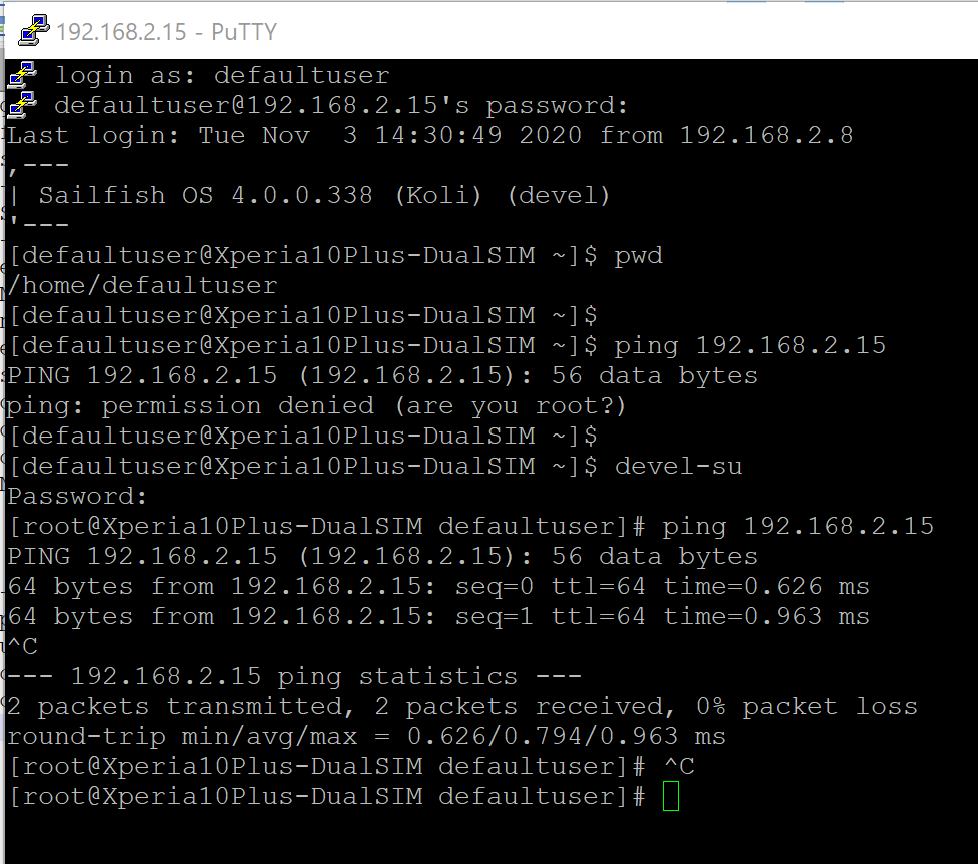 192.168.2.15 - PuTTY
login as: defaultuser
defaultuser@192.168.2.15's password:
Last login: Tue Nov  3 14:30:49 2020 from 192.168.2.8
,---
| Sailfish OS 4.0.0.338 (Koli) (devel)
'---
[defaultuser@Xperia10Plus-DualSIM ~]$ pwd
/home/defaultuser
[defaultuser@Xperia10Plus-DualSIM ~]$
[defaultuser@Xperia10Plus-DualSIM ~]$ ping 192.168.2.15
PING 192.168.2.15 (192.168.2.15): 56 data bytes
ping: permission denied (are you root?)
[defaultuser@Xperia10Plus-DualSIM ~]$
[defaultuser@Xperia10Plus-DualSIM ~]$ devel-su
Password:
[root@Xperia10Plus-DualSIM defaultuser]# ping 192.168.2.15
PING 192.168.2.15 (192.168.2.15): 56 data bytes
64 bytes from 192.168.2.15: seq=0 ttl=64 time=0.626 ms
64 bytes from 192.168.2.15: seq=1 ttl=64 time=0.963 ms
^C
--- 192.168.2.15 ping statistics ---
2 packets transmitted, 2 packets received, 0% packet loss
round-trip min/avg/max = 0.626/0.794/0.963 ms
[root@Xperia10Plus-DualSIM defaultuser]# ^C
[root@Xperia10Plus-DualSIM defaultuser]#